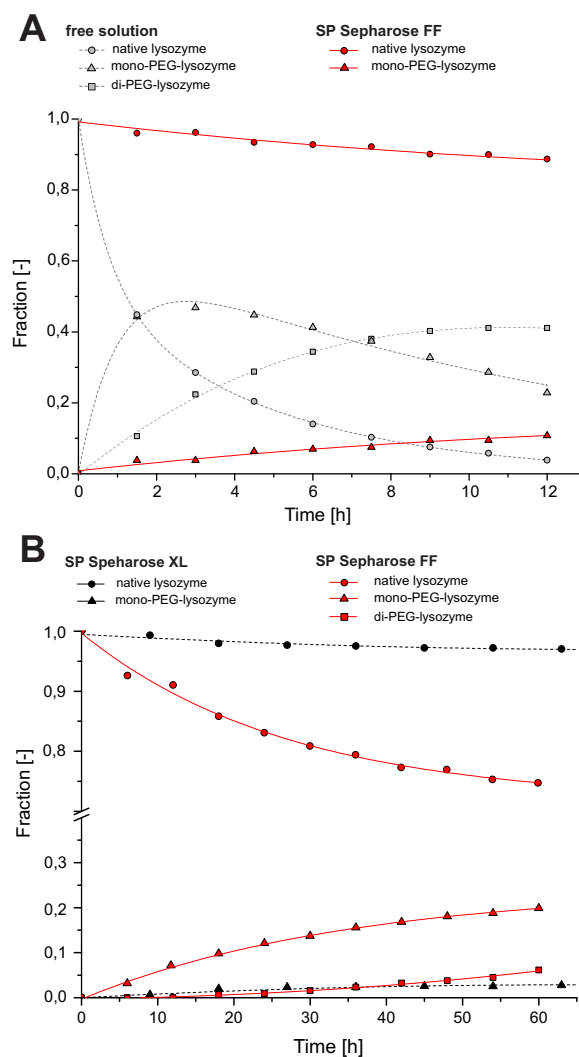 A
free solution
native lysozyme
mono-PEG-lysozyme
di-PEG-lysozyme
SP Sepharose FF
native lysozyme
mono-PEG-lysozyme
1,0
0,8
0,6
0,4
0,2
0,0
Fraction [-]
0 2 4 6 8 10 12
Time [h]
B
SP Speharose XL
native lysozyme
mono-PEG-lysozyme
SP Sepharose FF
native lysozyme
mono-PEG-lysozyme
di-PEG-lysozyme
1,0
0,9
0,8
0,3
0,2
0,1
0,0
Fraction [-]
0 10 20 30 40 50 60
Time [h]